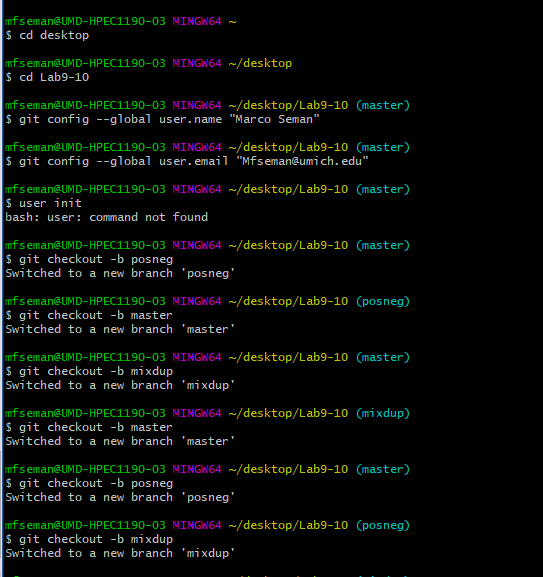 mfseman@UMD-HPEC1190-03 MINGW64 ~
$ cd desktop
mfseman@UMD-HPEC1190-03 MINGW64 ~/desktop
$ cd Lab9-10
mfseman@UMD-HPEC1190-03 MINGW64 ~/desktop/Lab9-10 (master)
$ git config --global user.name "Marco Seman"
mfseman@UMD-HPEC1190-03 MINGW64 ~/desktop/Lab9-10 (master)
$ git config --global user.email "Mfseman@umich.edu"
mfseman@UMD-HPEC1190-03 MINGW64 ~/desktop/Lab9-10 (master)
$ user init
bash: user: command not found
mfseman@UMD-HPEC1190-03 MINGW64 ~/desktop/Lab9-10 (master)
$ git checkout -b posneg
Switched to a new branch 'posneg'
mfseman@UMD-HPEC1190-03 MINGW64 ~/desktop/Lab9-10 (posneg)
$ git checkout -b master
Switched to a new branch 'master'
mfseman@UMD-HPEC1190-03 MINGW64 ~/desktop/Lab9-10 (master)
$ git checkout -b mixdup
Switched to a new branch 'mixdup'
mfseman@UMD-HPEC1190-03 MINGW64 ~/desktop/Lab9-10 (mixdup)
$ git checkout -b master
Switched to a new branch 'master'
mfseman@UMD-HPEC1190-03 MINGW64 ~/desktop/Lab9-10 (master)
$ git checkout -b posneg
Switched to a new branch 'posneg'
mfseman@UMD-HPEC1190-03 MINGW64 ~/desktop/Lab9-10 (posneg)
$ git checkout -b mixdup
Switched to a new branch 'mixdup'